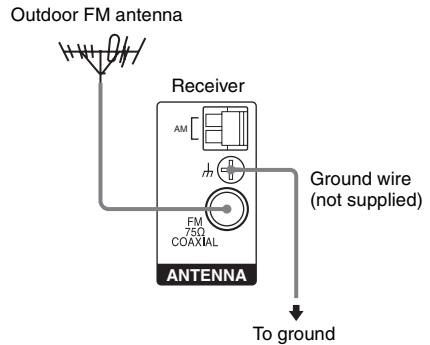 Outdoor FM antenna
Receiver
AM
Ground wire
(not supplied)
FM
75Ω
COAXIAL
ANTENNA
To ground